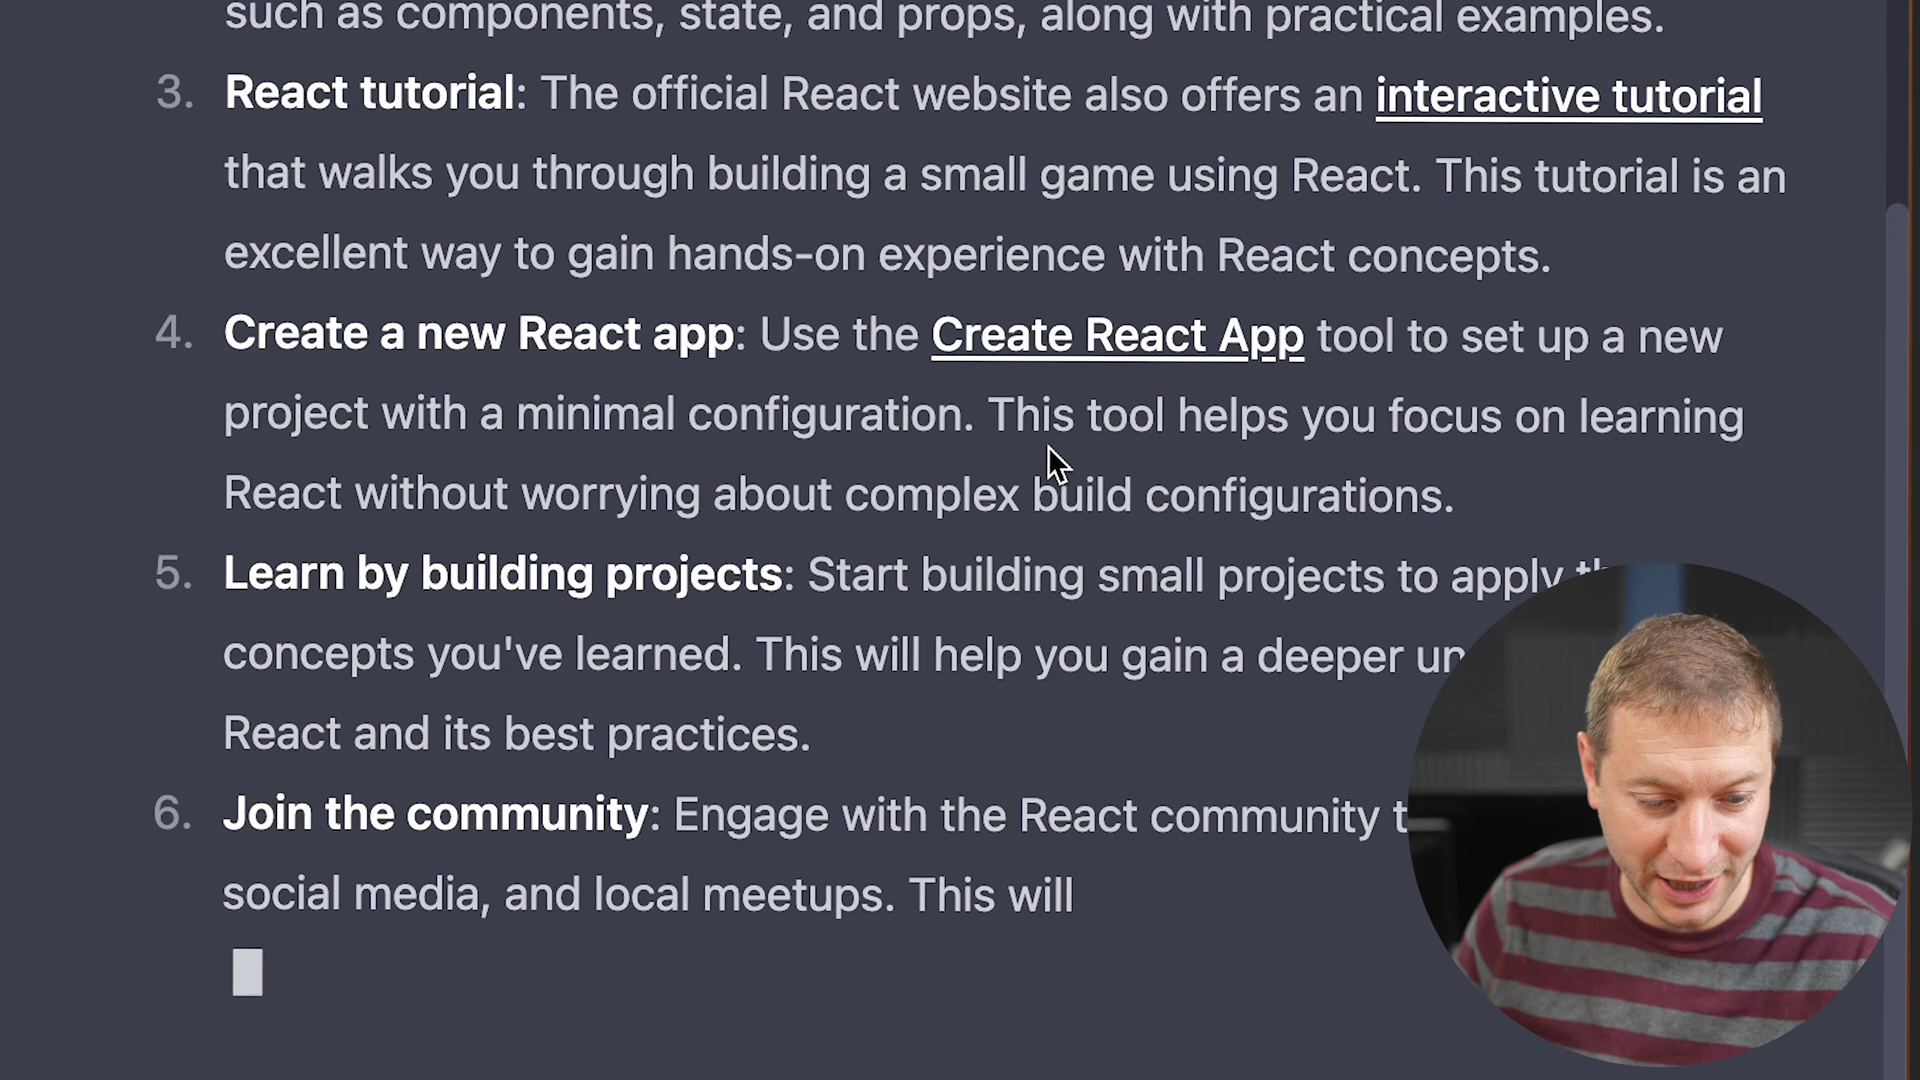 such as components, state, and props, along with practical examples.
3. React tutorial: The official React website also offers an interactive tutorial
that walks you through building a small game using React. This tutorial is an
excellent way to gain hands-on experience with React concepts.
4. Create a new React app: Use the Create React App tool to set up a new
project with a minimal configuration. This tool helps you focus on learning
React without worrying about complex build configurations.
5. Learn by building projects: Start building small projects to apply
concepts you've learned. This will help you gain a deeper
React and its best practices.
6. Join the community: Engage with the React community
social media, and local meetups. This will